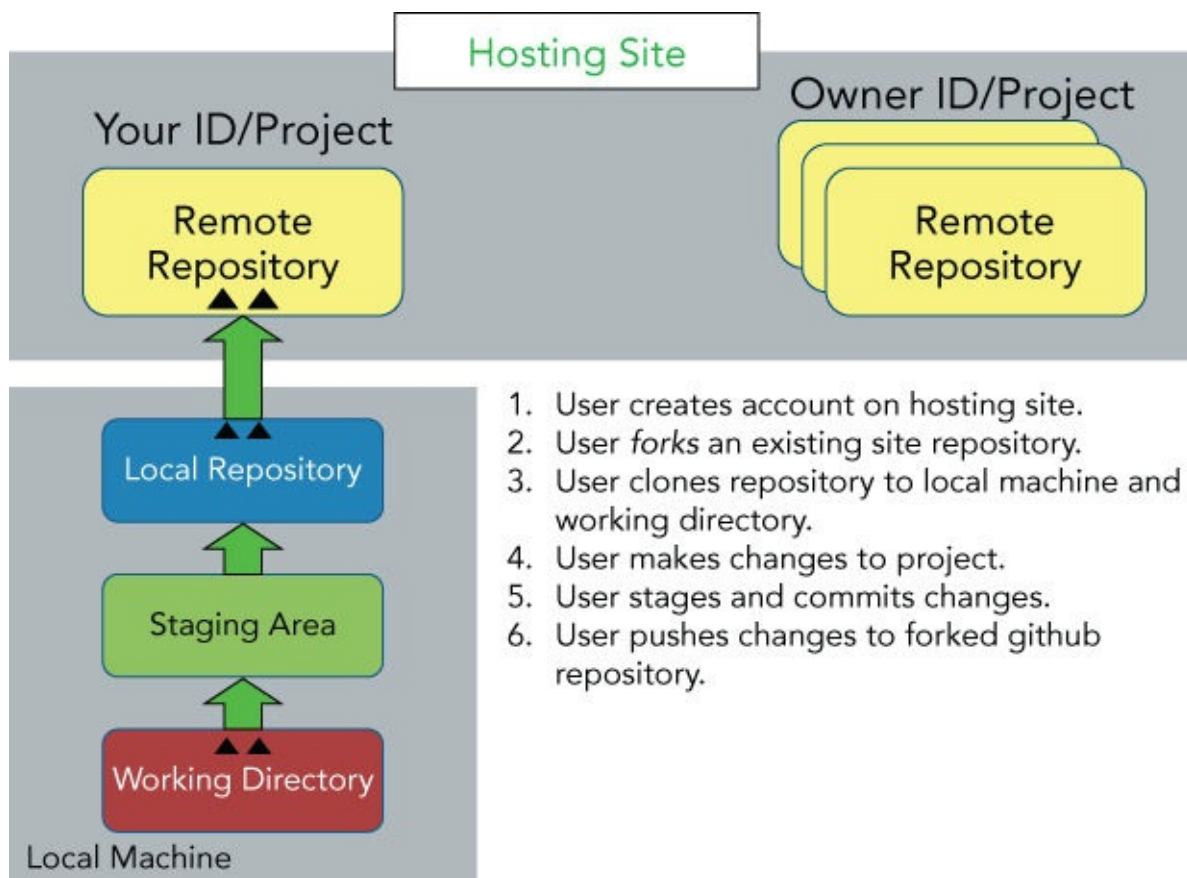 Hosting Site
Your ID/Project
Owner ID/Project
Remote
Repository
Remote
Repository
Local Repository
Staging Area
Working Directory
Local Machine
1. User creates account on hosting site.
2. User forks an existing site repository.
3. User clones repository to local machine and
working directory.
4. User makes changes to project.
5. User stages and commits changes.
6. User pushes changes to forked github
repository.